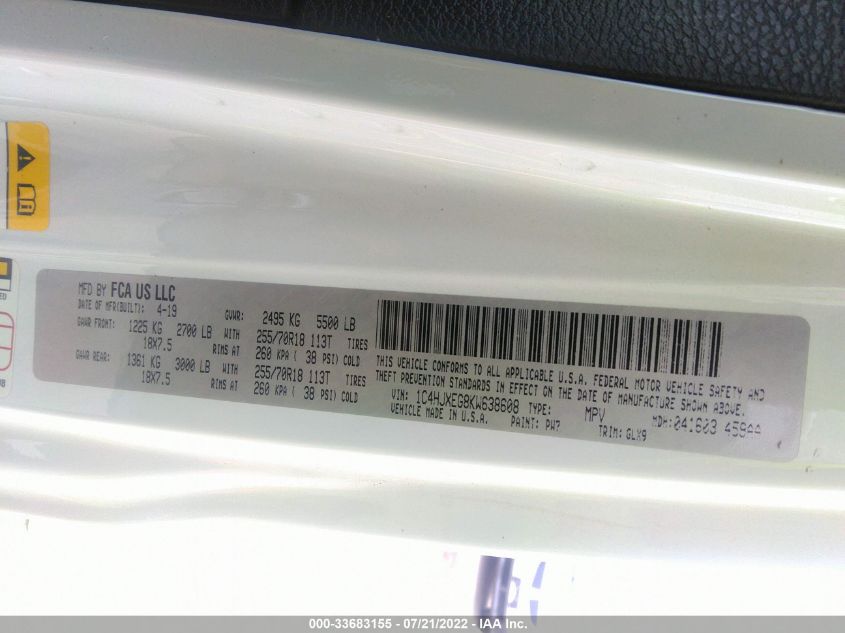 MFD BY FCA US LLC
DATE OF MFR(BUILT): 4-19 GVWR: 2495 KG 5500 LB
GAWR FRONT: 1225 KG 2700 LB WITH 255/70R18 113T TIRES
18X7.5 RIMS AT 260 KPA ( 38 PSI) COLD
GAWR REAR: 1361 KG 3000 LB WITH 255/70R18 113T TIRES
18X7.5 RIMS AT 260 KPA ( 38 PSI) COLD
THIS VEHICLE CONFORMS TO ALL APPLICABLE U.S.A. FEDERAL MOTOR VEHICLE SAFETY AND
THEFT PREVENTION STANDARDS IN EFFECT ON THE DATE OF MANUFACTURE SHOWN ABOVE.
VIN: 1C4HJXEG8KW638608 TYPE: MPV MDH: 041603 459AA
VEHICLE MADE IN U.S.A. PAINT: PW7 TRIM: GLX9
000-33683155 - 07/21/2022 - IAA Inc.